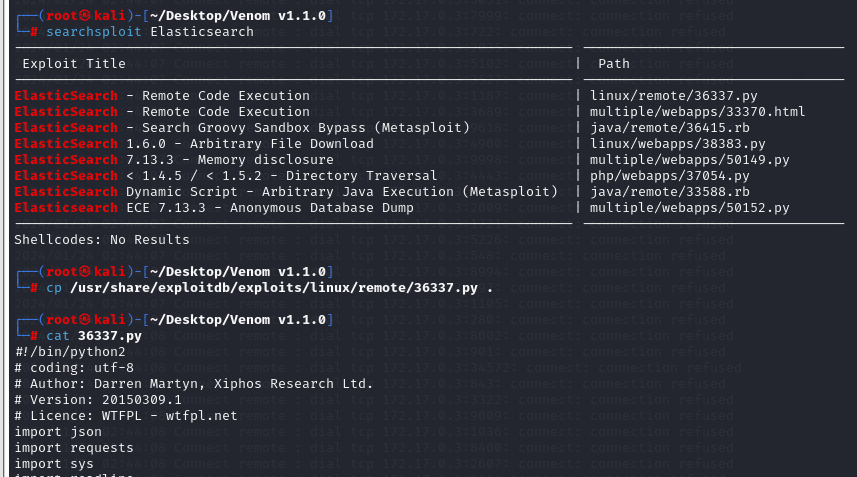 ┌──(root㉿kali)-[~/Desktop/Venom v1.1.0]
└─# searchsploit Elasticsearch
Exploit Title | Path
ElasticSearch - Remote Code Execution | linux/remote/36337.py
ElasticSearch - Remote Code Execution | multiple/webapps/33370.html
ElasticSearch - Search Groovy Sandbox Bypass (Metasploit) | java/remote/36415.rb
ElasticSearch 1.6.0 - Arbitrary File Download | linux/webapps/38383.py
ElasticSearch 7.13.3 - Memory disclosure | multiple/webapps/50149.py
ElasticSearch < 1.4.5 / < 1.5.2 - Directory Traversal | php/webapps/37054.py
ElasticSearch Dynamic Script - Arbitrary Java Execution (Metasploit) | java/remote/33588.rb
Elasticsearch ECE 7.13.3 - Anonymous Database Dump | multiple/webapps/50152.py
Shellcodes: No Results
┌──(root㉿kali)-[~/Desktop/Venom v1.1.0]
└─# cp /usr/share/exploitdb/exploits/linux/remote/36337.py .
┌──(root㉿kali)-[~/Desktop/Venom v1.1.0]
└─# cat 36337.py
#!/bin/python2
# coding: utf-8
# Author: Darren Martyn, Xiphos Research Ltd.
# Version: 20150309.1
# Licence: WTFPL - wtfpl.net
import json
import requests
import sys